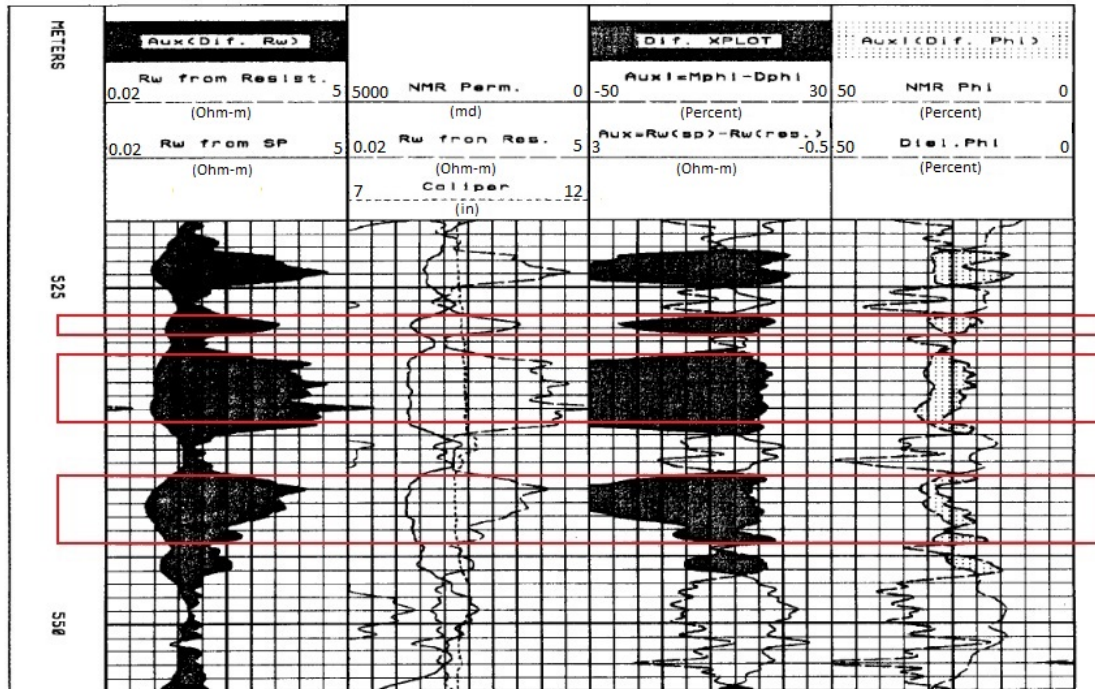 METERS
Aux(Dif. Rw)
Rw from Resist.
0.02 5
(Ohm-m)
Rw from SP
0.02 5
(Ohm-m)
NMR Perm.
5000 0
(md)
Rw fron Res.
0.02 5
(Ohm-m)
Caliper
7 12
(in)
Dif. XPLOT
Aux1=Mphi-Dphi
-50 30
(Percent)
Aux=Rw(sp)-Rw(res.)
3 -0.5
(Ohm-m)
Aux1(Dif. Phi)
NMR Phi
50 0
(Percent)
Diel.Phi
50 0
(Percent)
525
550